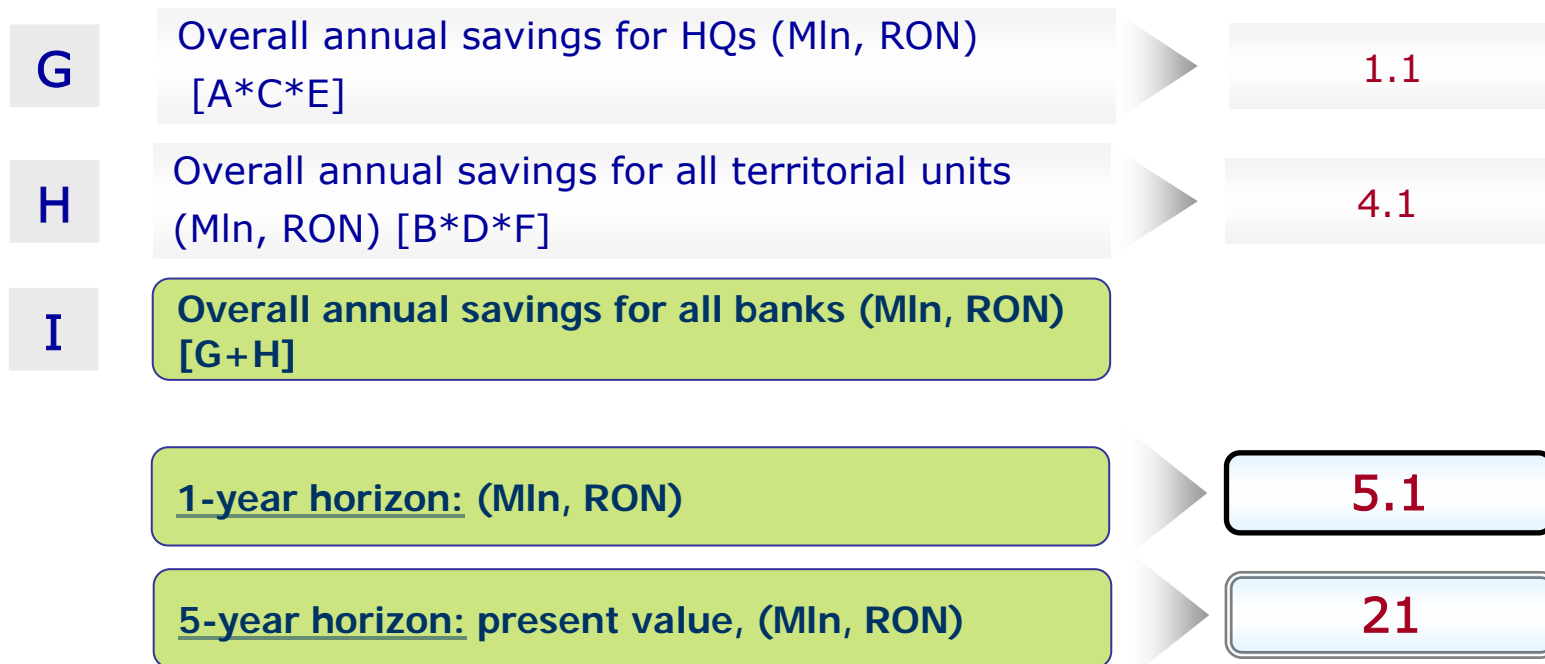 G
Overall annual savings for HQs (Mln, RON)
[A*C*E]
1.1
H
Overall annual savings for all territorial units
(Mln, RON) [B*D*F]
4.1
I
Overall annual savings for all banks (Mln, RON)
[G+H]
1-year horizon: (Mln, RON)
5.1
5-year horizon: present value, (Mln, RON)
21